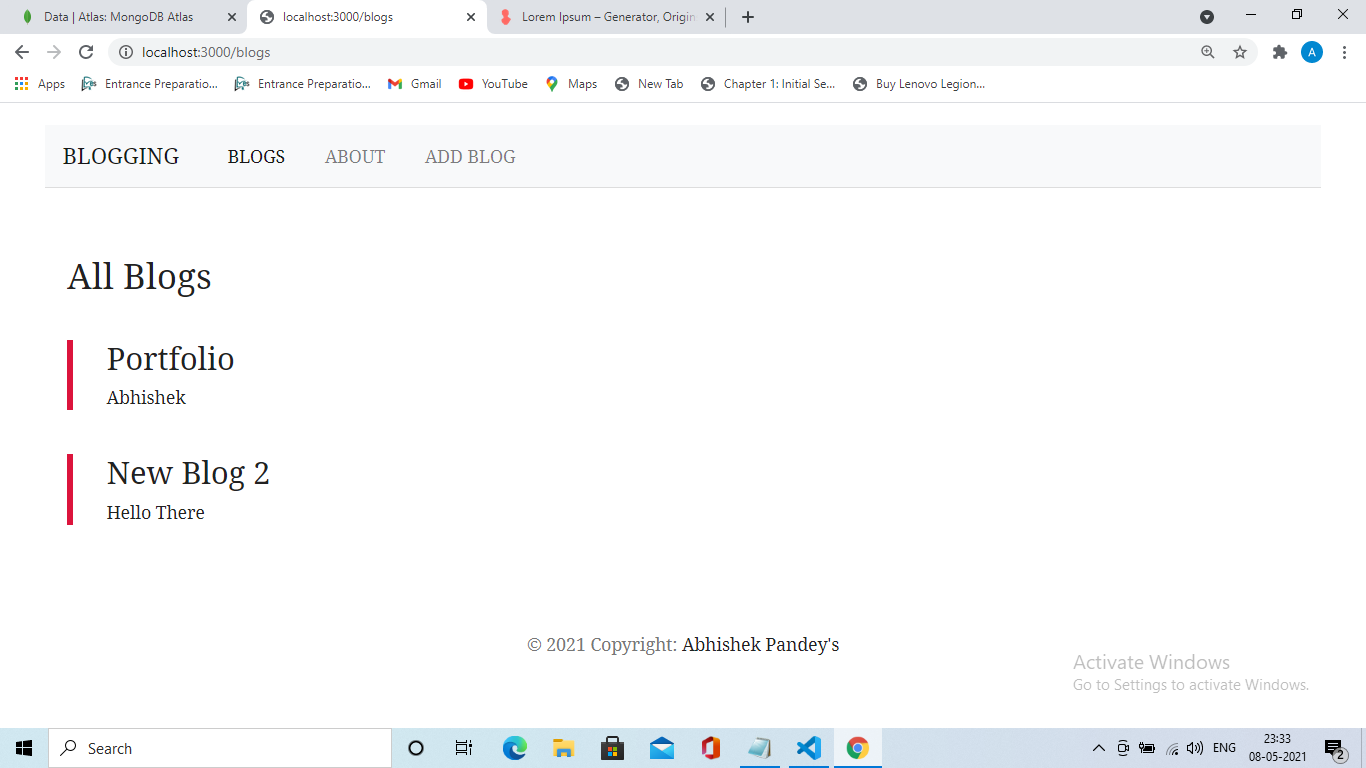 Data | Atlas: MongoDB Atlas
localhost:3000/blogs
Lorem Ipsum – Generator, Origin
localhost:3000/blogs
A
Apps
Entrance Preparatio...
Entrance Preparatio...
Gmail
YouTube
Maps
New Tab
Chapter 1: Initial Se...
Buy Lenovo Legion...
BLOGGING
BLOGS
ABOUT
ADD BLOG
All Blogs
Portfolio
Abhishek
New Blog 2
Hello There
© 2021 Copyright: Abhishek Pandey's
Activate Windows
Go to Settings to activate Windows.
Search
ENG
23:33
08-05-2021
2